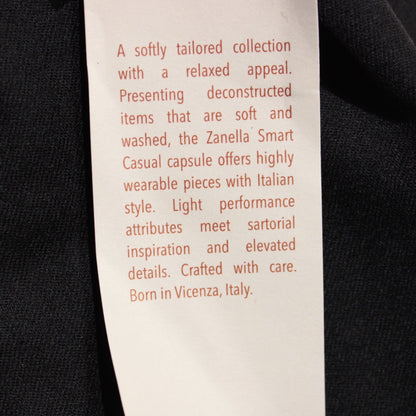 A softly tailored collection
with a relaxed appeal.
Presenting deconstructed
items that are soft and
washed, the Zanella Smart
Casual capsule offers highly
wearable pieces with Italian
style. Light performance
attributes meet sartorial
inspiration and elevated
details. Crafted with care.
Born in Vicenza, Italy.